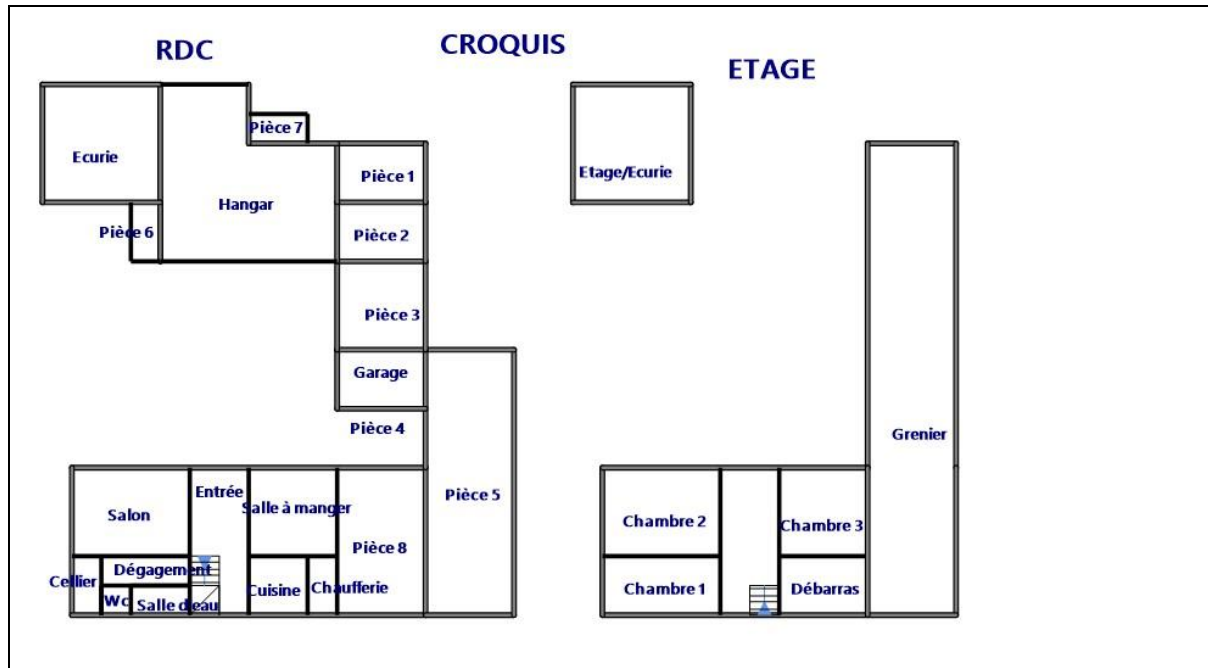 CROQUIS
RDC
ETAGE
Pièce 7
Ecurie
Pièce 1
Etage/Ecurie
Hangar
Pièce 6
Pièce 2
Pièce 3
Garage
Pièce 4
Grenier
Entrée
Pièce 5
Salle à manger
Salon
Chambre 2
Chambre 3
Pièce 8
Dégagement
Cellier
Cuisine
Chaufferie
Chambre 1
Débarras
Wc
Salle d'eau